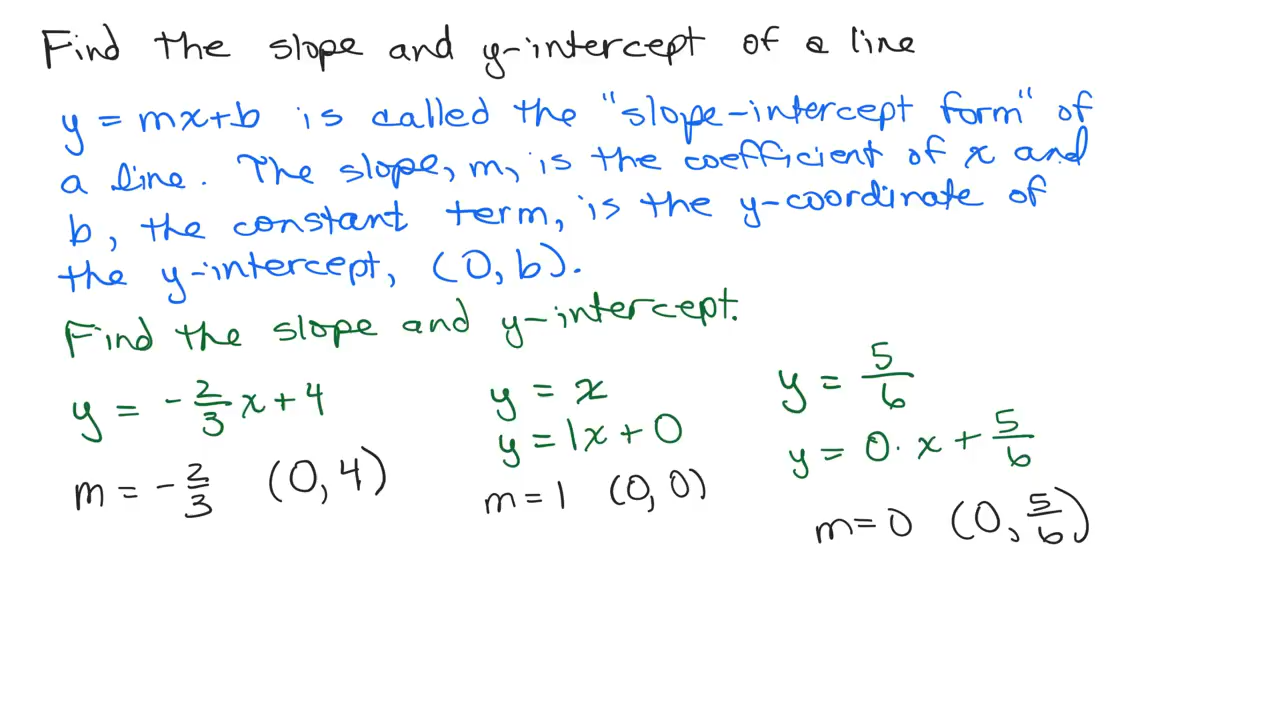 Find the slope and y-intercept of a line
y = mx+b is called the "slope-intercept form" of
a line. The slope, m, is the coefficient of x and
b, the constant term, is the y-coordinate of
the y-intercept, (0, b).
Find the slope and y-intercept.
y = -2/3 x + 4
m = -2/3 (0, 4)
y = x
y = 1x + 0
m = 1 (0, 0)
y = 5/6
y = 0 · x + 5/6
m = 0 (0, 5/6)